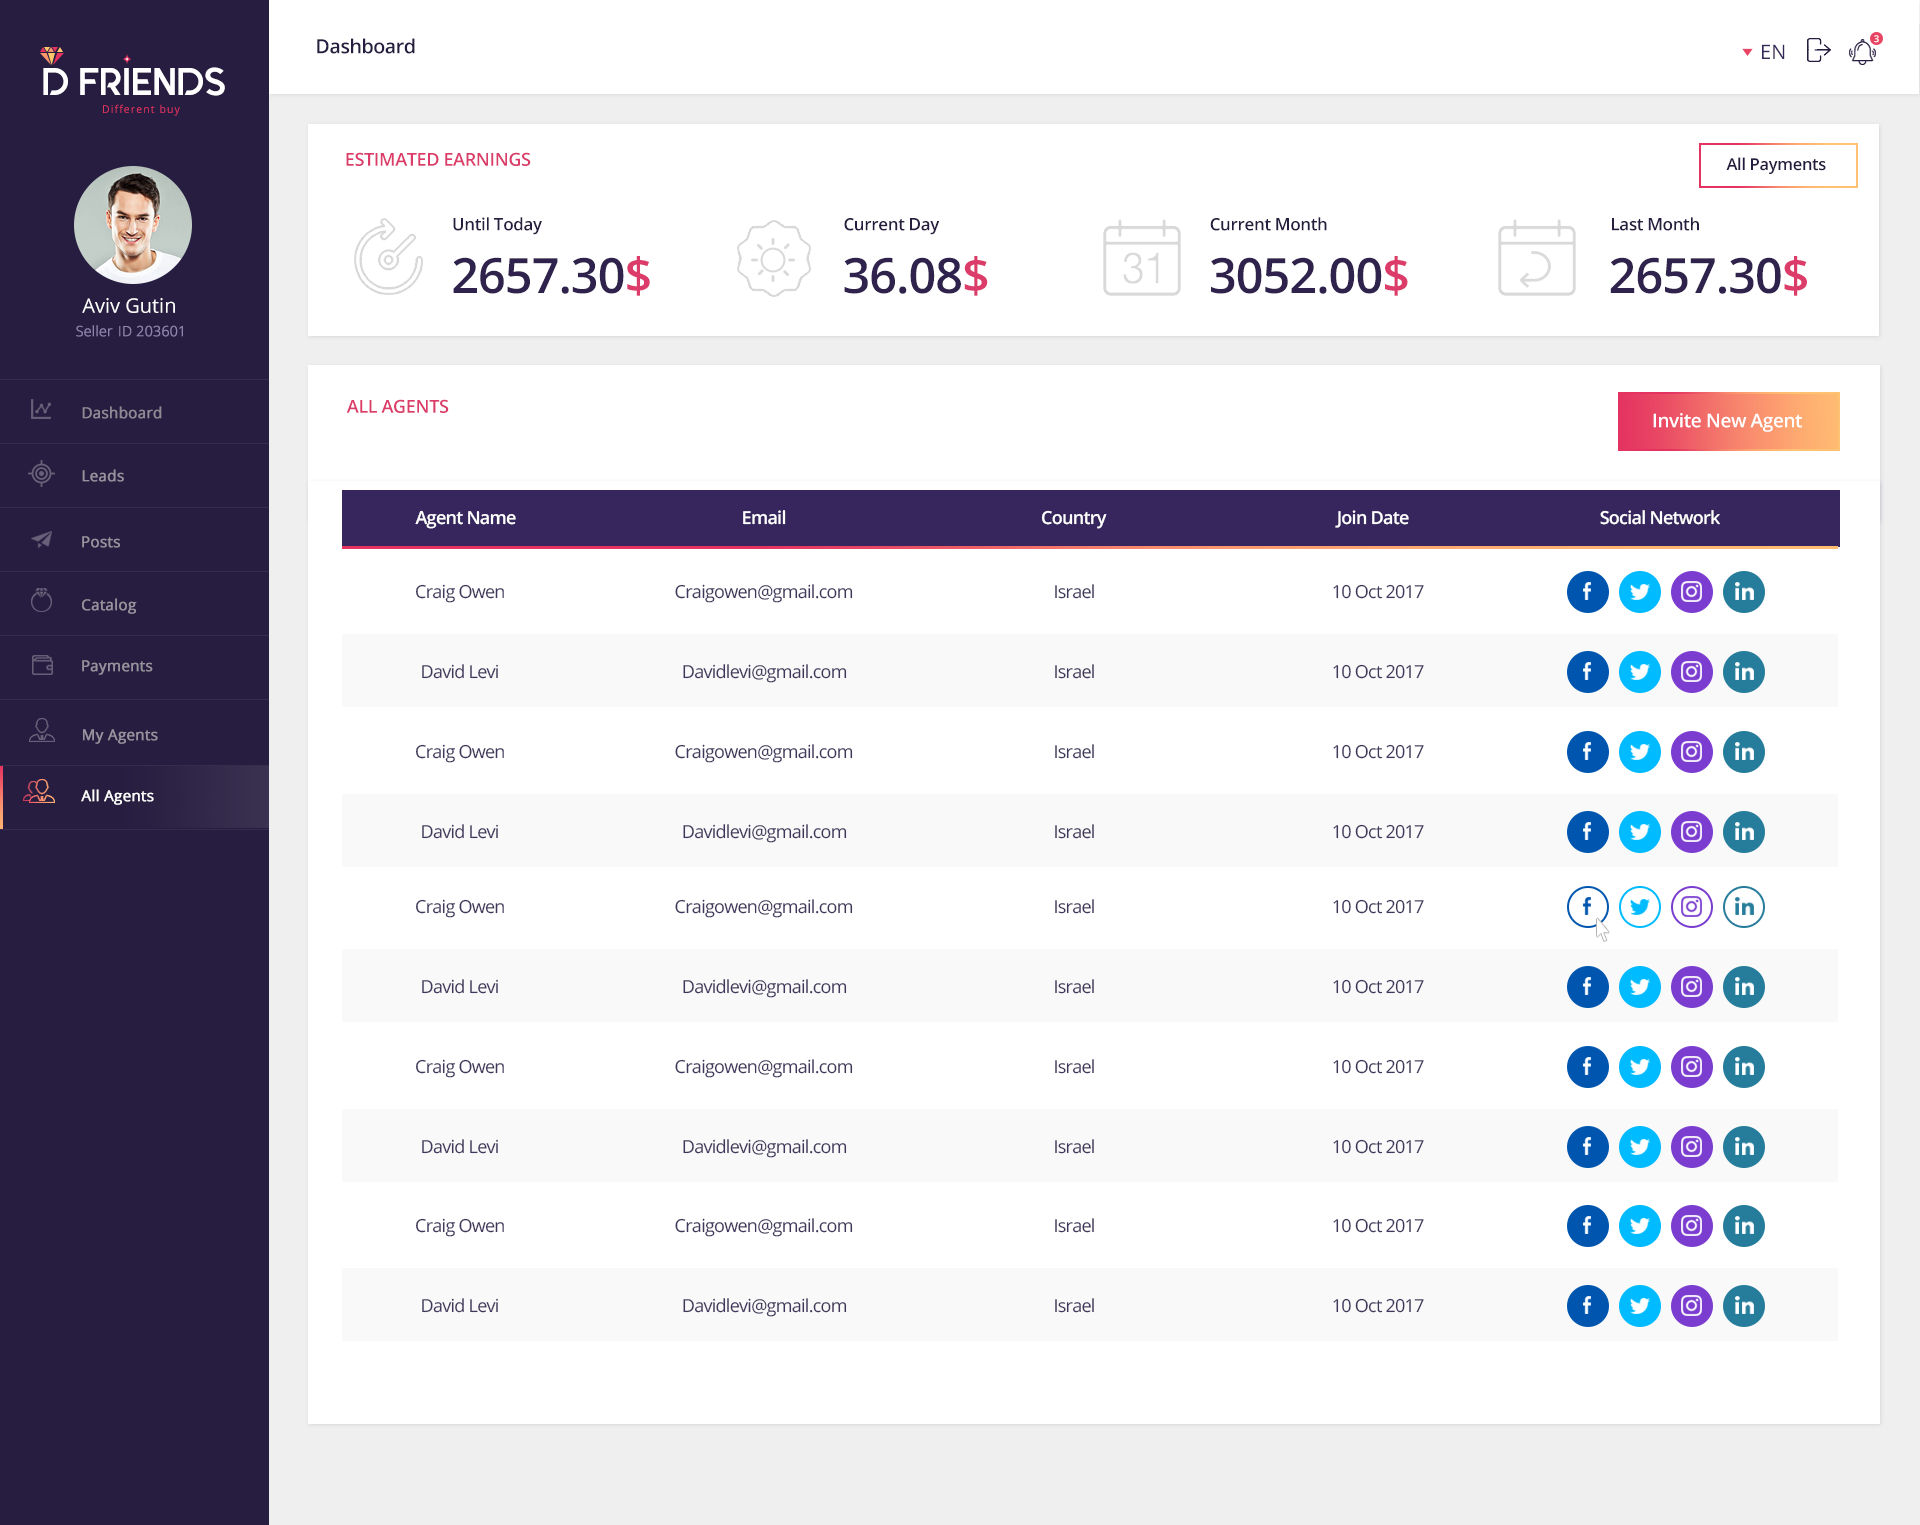 D FRIENDS
Different buy
Aviv Gutin
Seller ID 203601
Dashboard
Leads
Posts
Catalog
Payments
My Agents
All Agents
Dashboard
EN
3
ESTIMATED EARNINGS
All Payments
Until Today
2657.30$
Current Day
36.08$
31
Current Month
3052.00$
Last Month
2657.30$
ALL AGENTS
Invite New Agent
Agent Name Email Country Join Date Social Network
Craig Owen Craigowen@gmail.com Israel 10 Oct 2017 f in
David Levi Davidlevi@gmail.com Israel 10 Oct 2017 f in
Craig Owen Craigowen@gmail.com Israel 10 Oct 2017 f in
David Levi Davidlevi@gmail.com Israel 10 Oct 2017 f in
Craig Owen Craigowen@gmail.com Israel 10 Oct 2017 f in
David Levi Davidlevi@gmail.com Israel 10 Oct 2017 f in
Craig Owen Craigowen@gmail.com Israel 10 Oct 2017 f in
David Levi Davidlevi@gmail.com Israel 10 Oct 2017 f in
Craig Owen Craigowen@gmail.com Israel 10 Oct 2017 f in
David Levi Davidlevi@gmail.com Israel 10 Oct 2017 f in